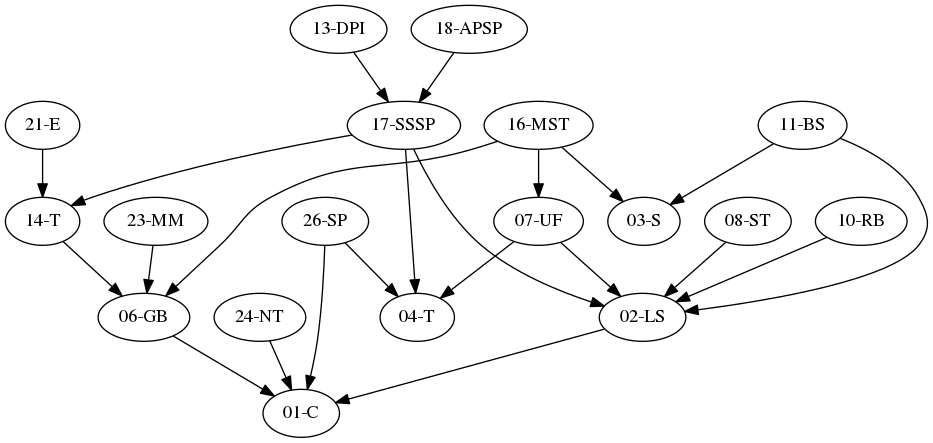 13-DPI
18-APSP
21-E
17-SSSP
16-MST
11-BS
14-T
23-MM
26-SP
07-UF
03-S
08-ST
10-RB
06-GB
24-NT
04-T
02-LS
01-C